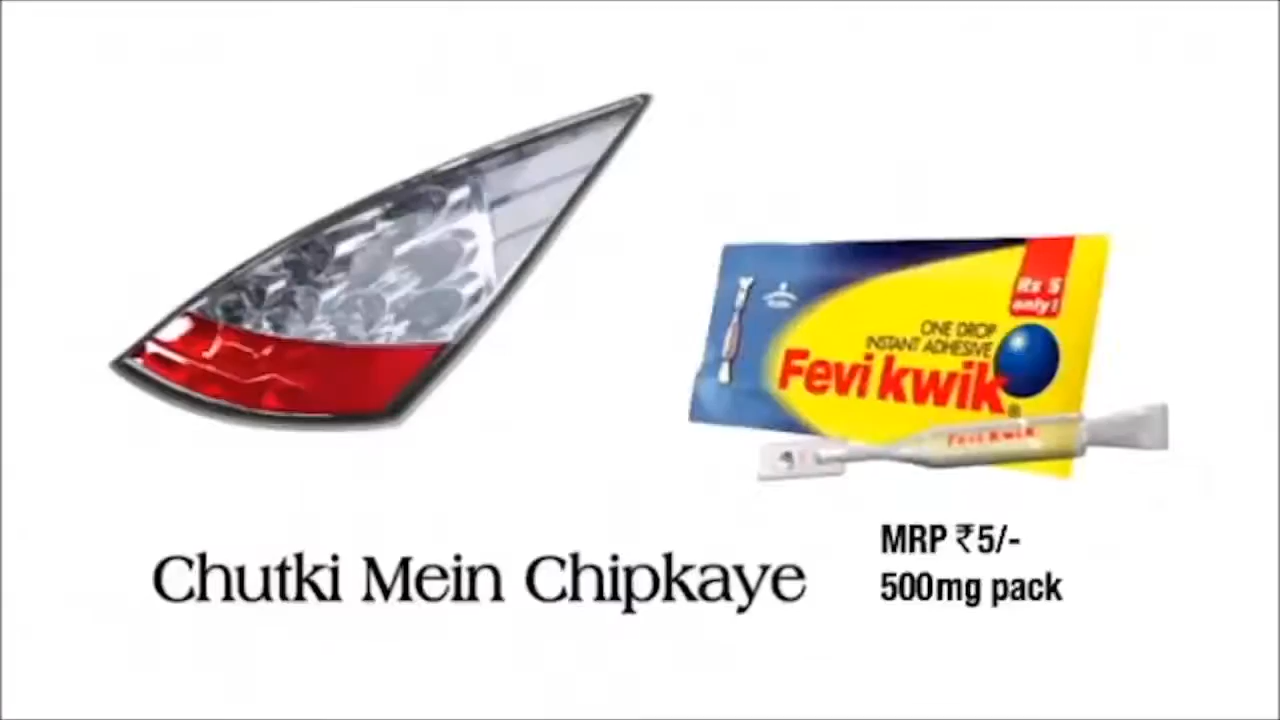 Rs 5
only!
ONE DROP
INSTANT ADHESIVE
Fevi kwik®
Fevi kwik
MRP ₹5/-
500mg pack
Chutki Mein Chipkaye